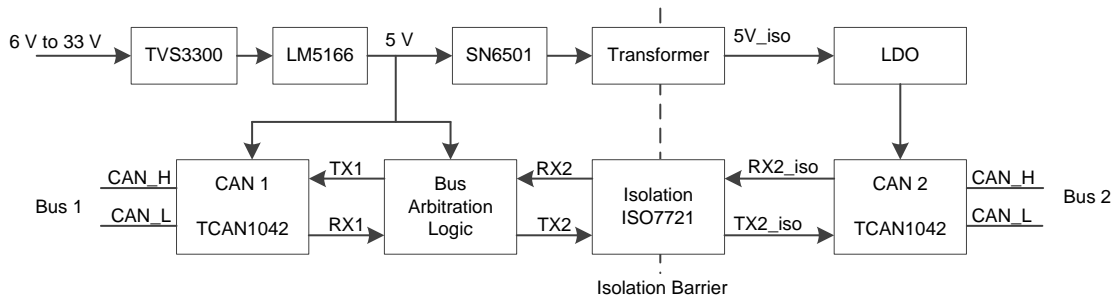 6 V to 33 V
TVS3300
LM5166
5 V
SN6501
Transformer
5V_iso
LDO
Bus 1
CAN_H
CAN_L
CAN 1
TCAN1042
TX1
RX1
Bus
Arbitration
Logic
RX2
TX2
Isolation
ISO7721
RX2_iso
TX2_iso
CAN 2
TCAN1042
CAN_H
CAN_L
Bus 2
Isolation Barrier